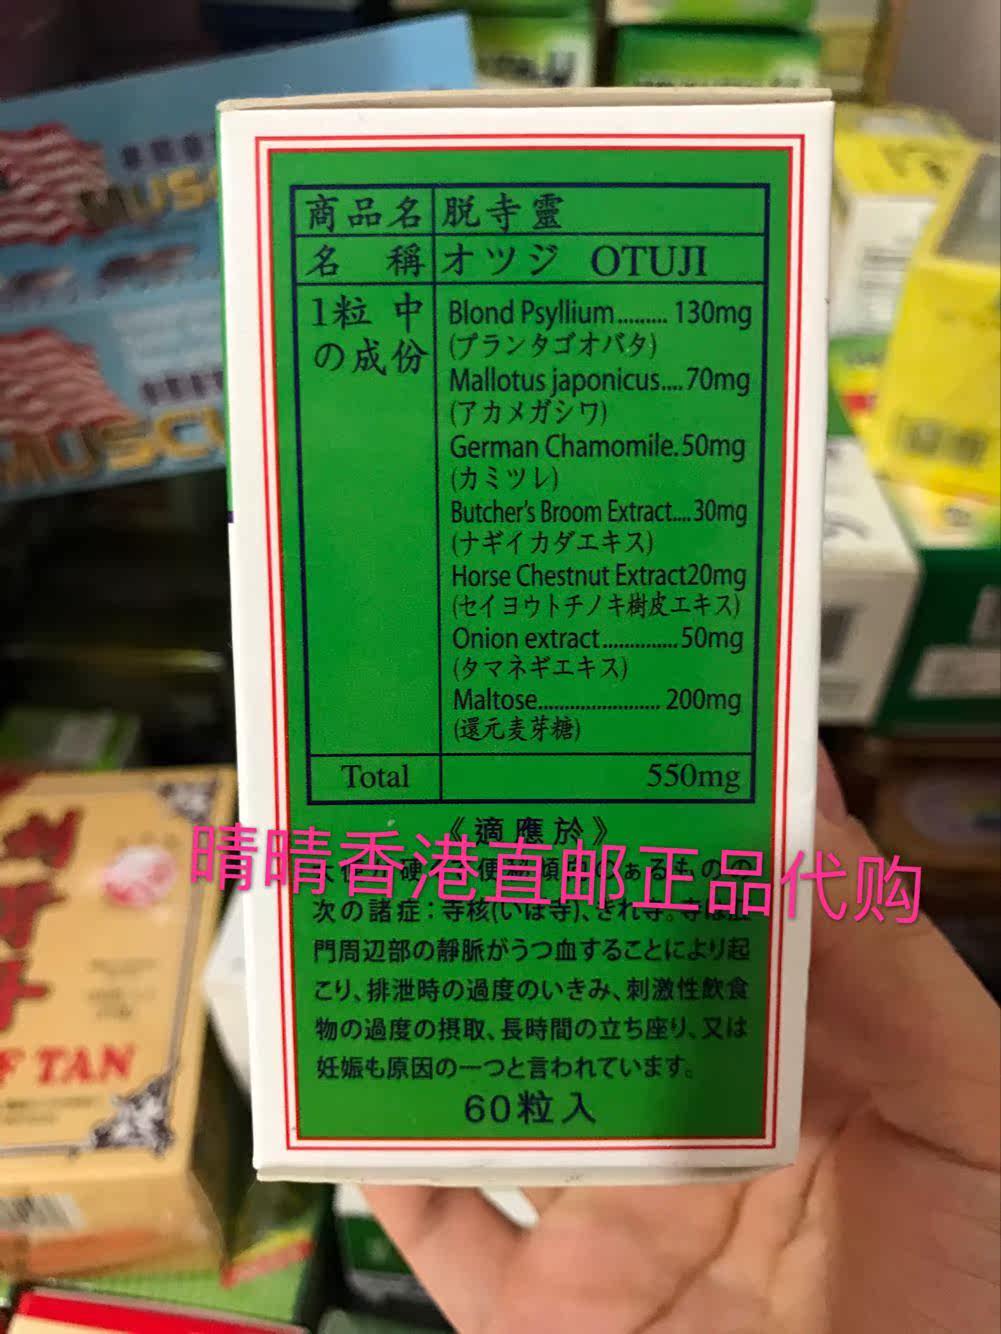 商品名 脱寺靈
名 稱 オツジ OTUJI
1粒中
の成份
Blond Psyllium......... 130mg
(プランタゴオバタ)
Mallotus japonicus....70mg
(アカメガシワ)
German Chamomile.50mg
(カミツレ)
Butcher's Broom Extract....30mg
(ナギイカダエキス)
Horse Chestnut Extract20mg
(セイヨウトチノキ樹皮エキス)
Onion extract..............50mg
(タマネギエキス)
Maltose....................... 200mg
(還元麦芽糖)
Total 550mg
《適應於》
晴晴香港直邮正品代购
次の諸症:寺核(いぼ寺)、されず。寺は肛
門周辺部の靜脈がうつ血することにより起
こり、排泄時の過度のいきみ、刺激性飲食
物の過度の摂取、長時間の立ち座り、又は
妊娠も原因の一つと言われています。
60粒入
MUSC
F TAN